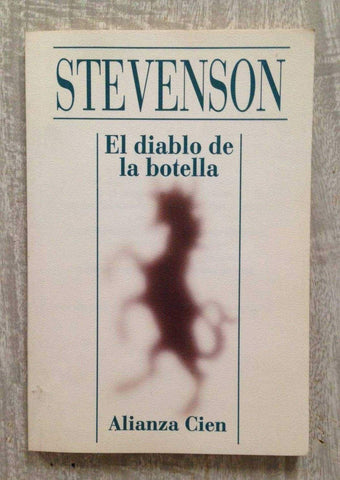 STEVENSON
El diablo de
la botella
Alianza Cien